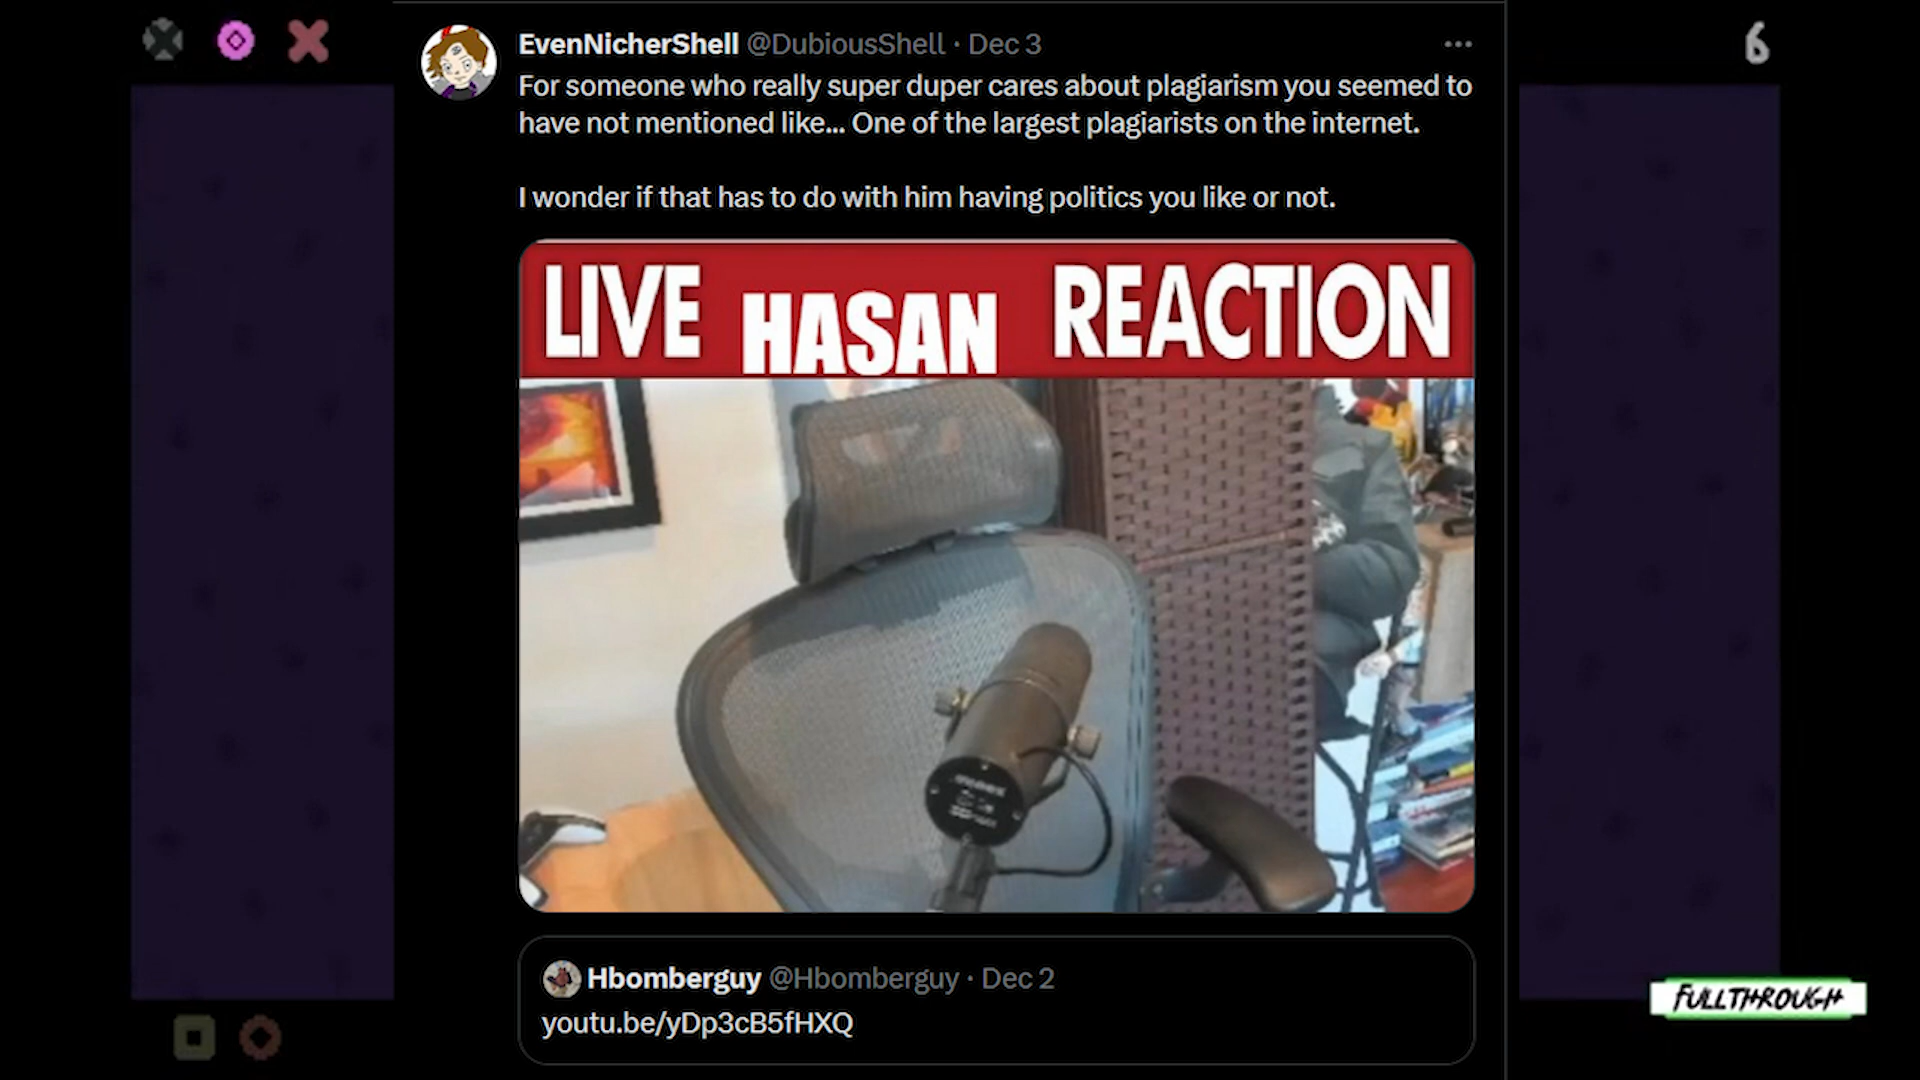 6
EvenNicherShell @DubiousShell · Dec 3
For someone who really super duper cares about plagiarism you seemed to
have not mentioned like... One of the largest plagiarists on the internet.
I wonder if that has to do with him having politics you like or not.
LIVE HASAN REACTION
Hbomberguy @Hbomberguy · Dec 2
youtu.be/yDp3cB5fHXQ
FULLTHROUGH